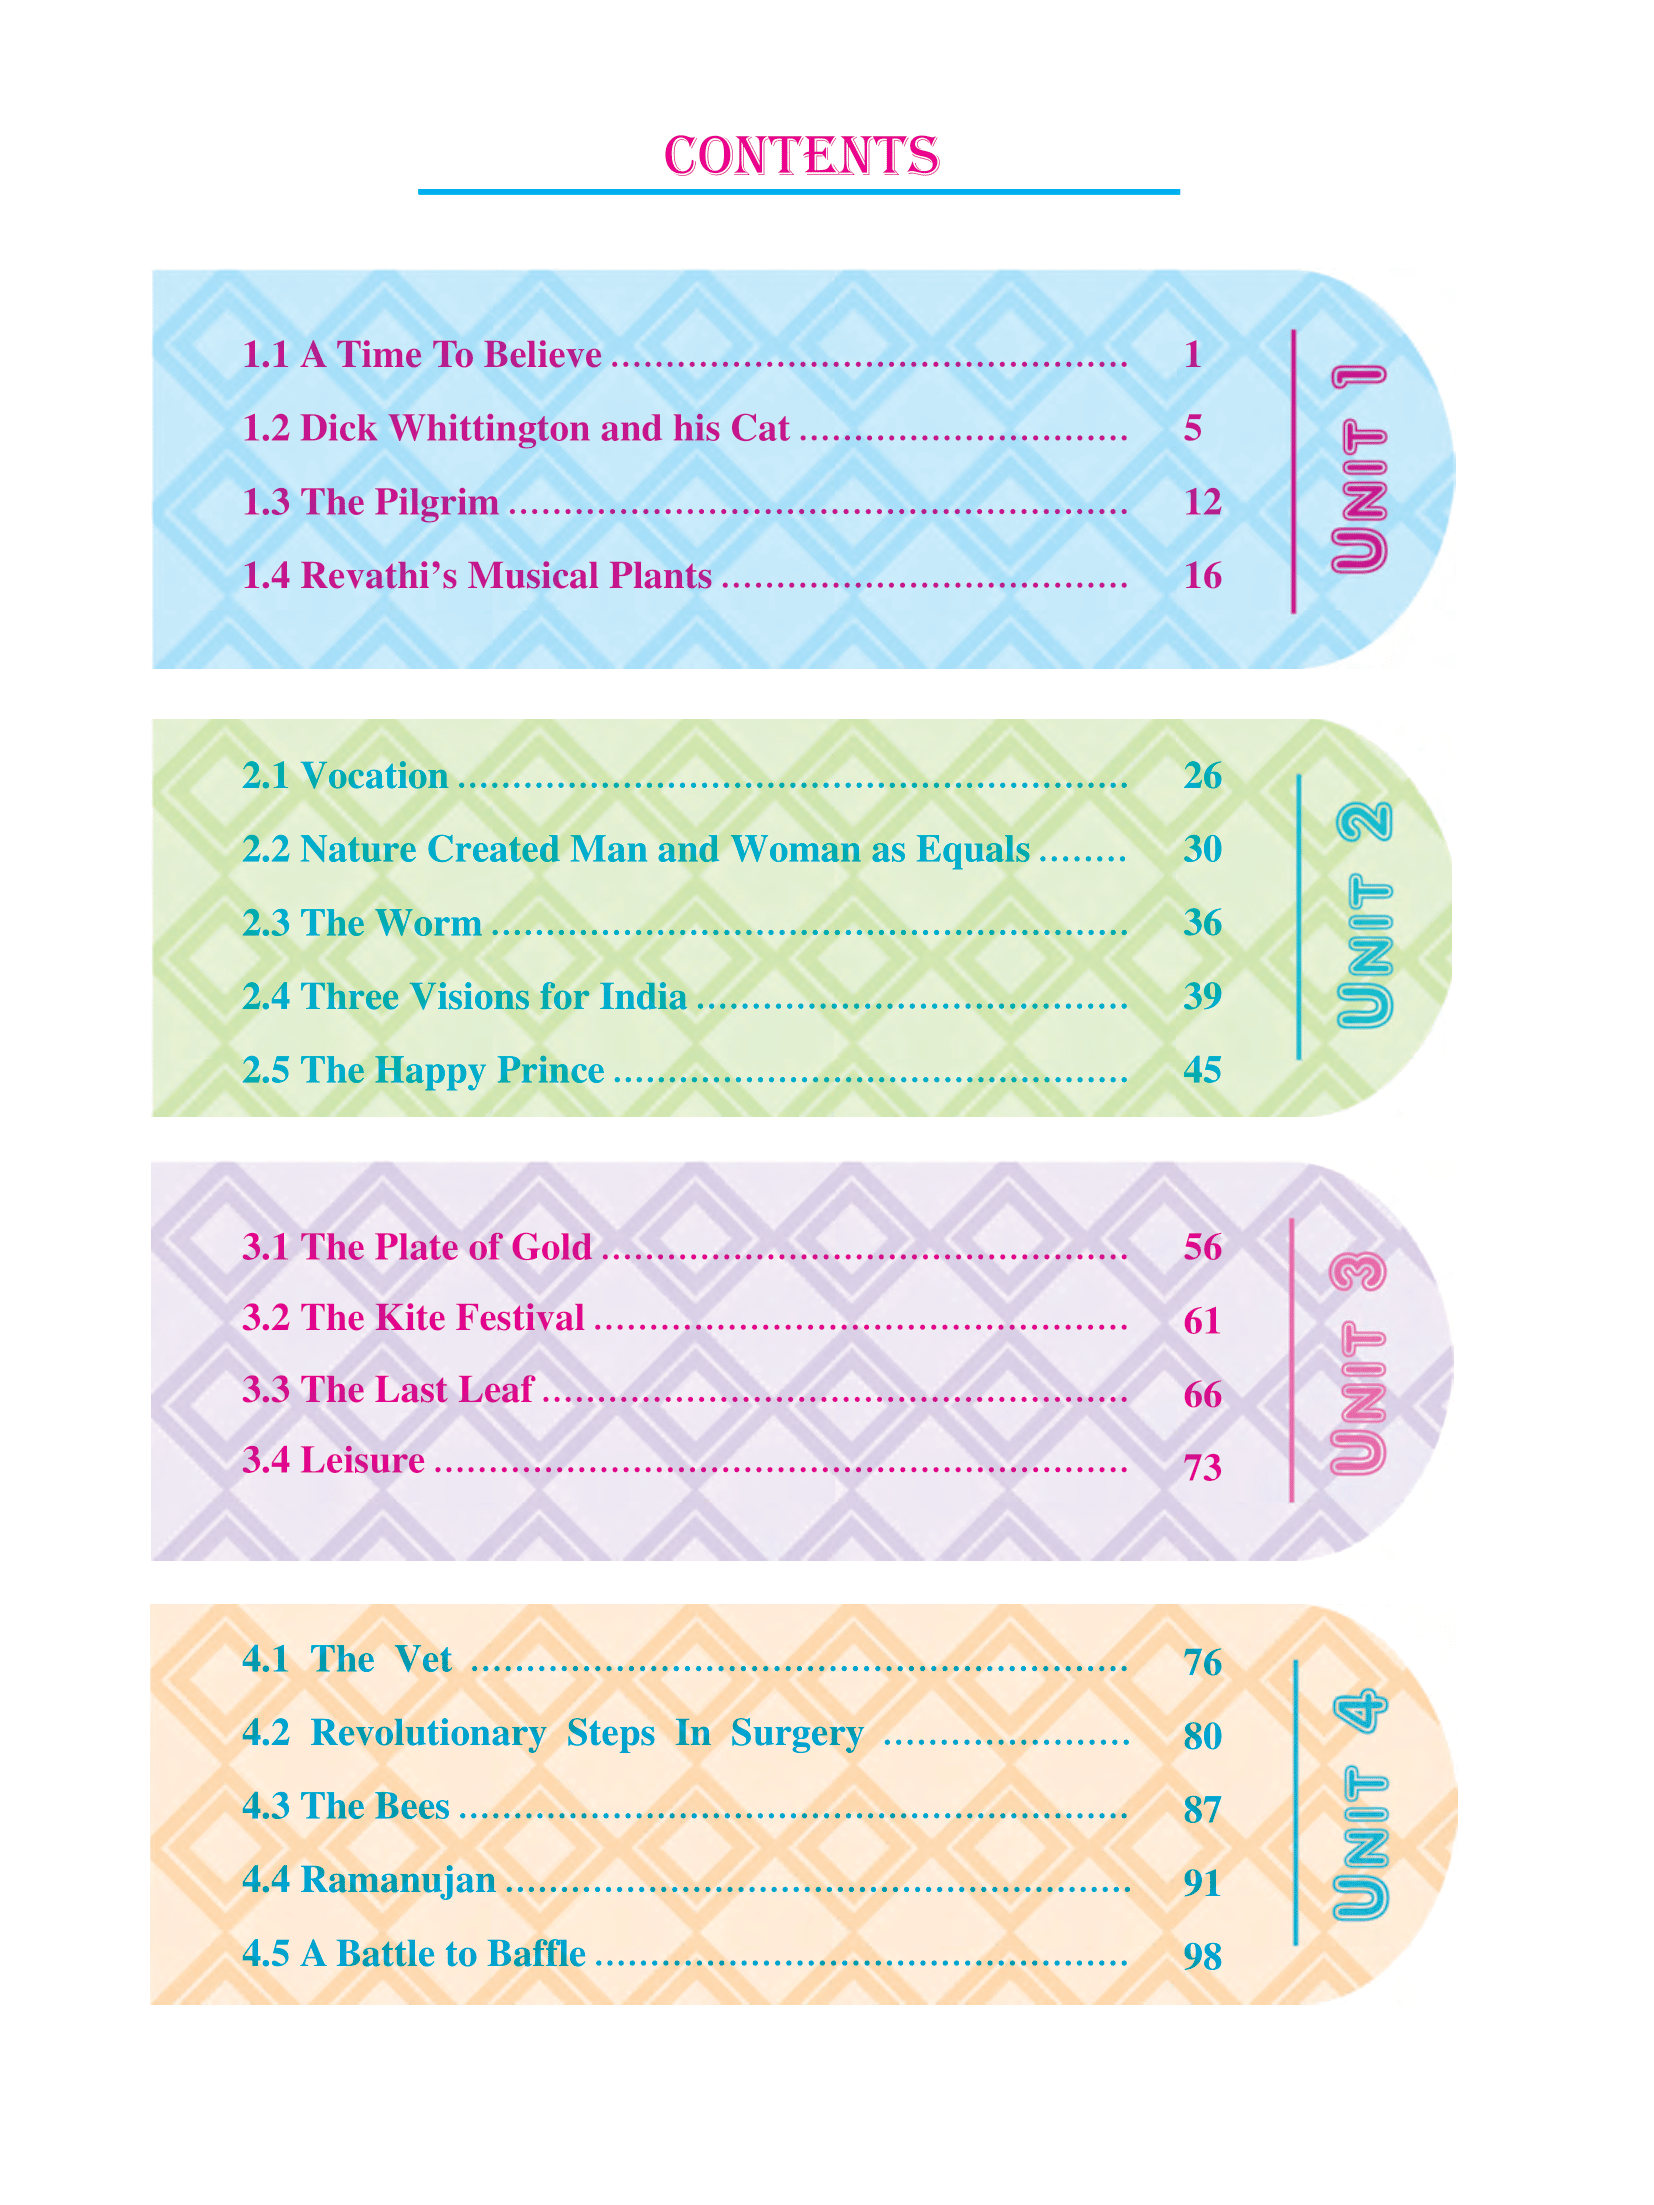 CONTENTS
1.1 A Time To Believe ............................................... 1
1.2 Dick Whittington and his Cat .............................. 5
1.3 The Pilgrim ........................................................ 12
1.4 Revathi’s Musical Plants ..................................... 16
UNIT 1
2.1 Vocation ............................................................. 26
2.2 Nature Created Man and Woman as Equals ........ 30
2.3 The Worm .......................................................... 36
2.4 Three Visions for India ....................................... 39
2.5 The Happy Prince ............................................... 45
UNIT 2
3.1 The Plate of Gold ................................................ 56
3.2 The Kite Festival ................................................. 61
3.3 The Last Leaf ..................................................... 66
3.4 Leisure ............................................................... 73
UNIT 3
4.1 The Vet ............................................................ 76
4.2 Revolutionary Steps In Surgery ...................... 80
4.3 The Bees ............................................................. 87
4.4 Ramanujan ......................................................... 91
4.5 A Battle to Baffle ................................................ 98
UNIT 4